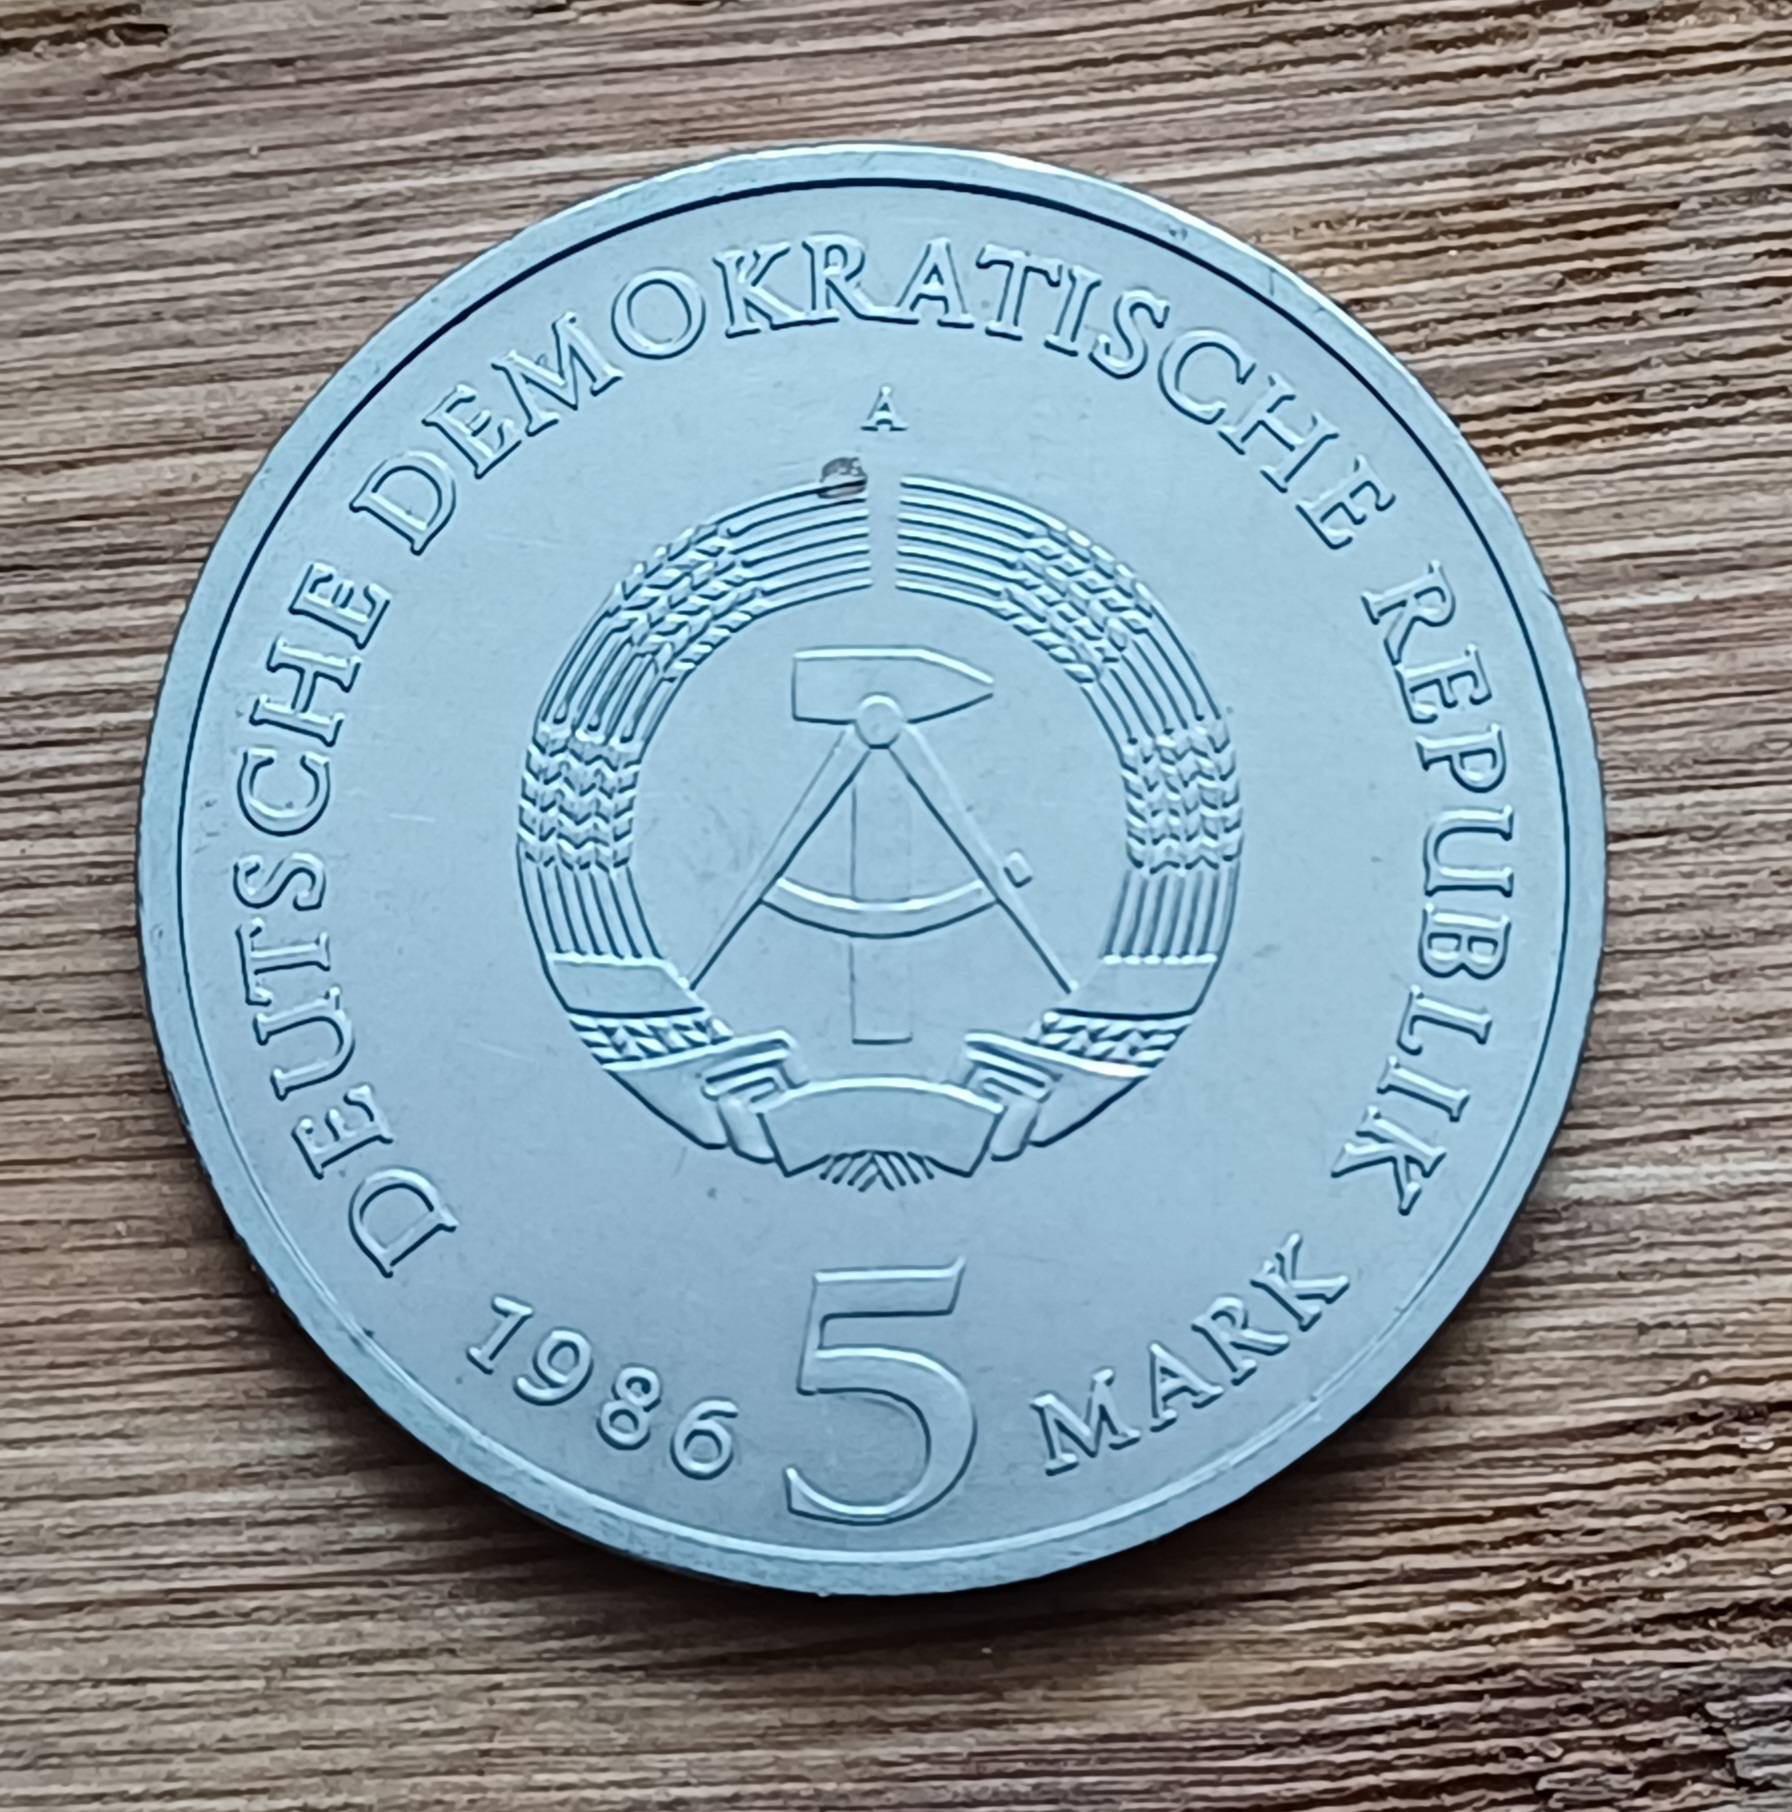 DEUTSCHE DEMOKRATISCHE REPUBLIK
A
1986 5 MARK